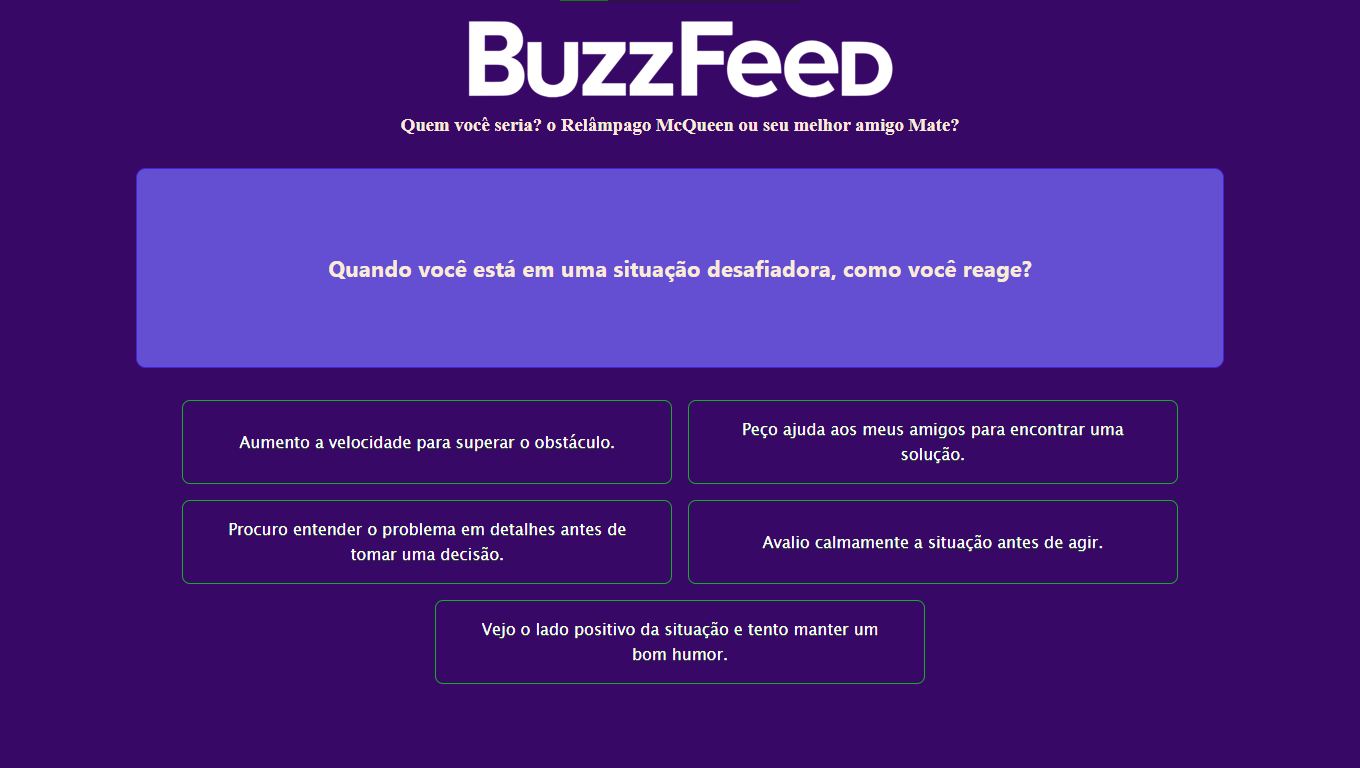 BuzzFeed
Quem você seria? o Relâmpago McQueen ou seu melhor amigo Mate?
Quando você está em uma situação desafiadora, como você reage?
Aumento a velocidade para superar o obstáculo.
Peço ajuda aos meus amigos para encontrar uma
solução.
Procuro entender o problema em detalhes antes de
tomar uma decisão.
Avalio calmamente a situação antes de agir.
Vejo o lado positivo da situação e tento manter um
bom humor.